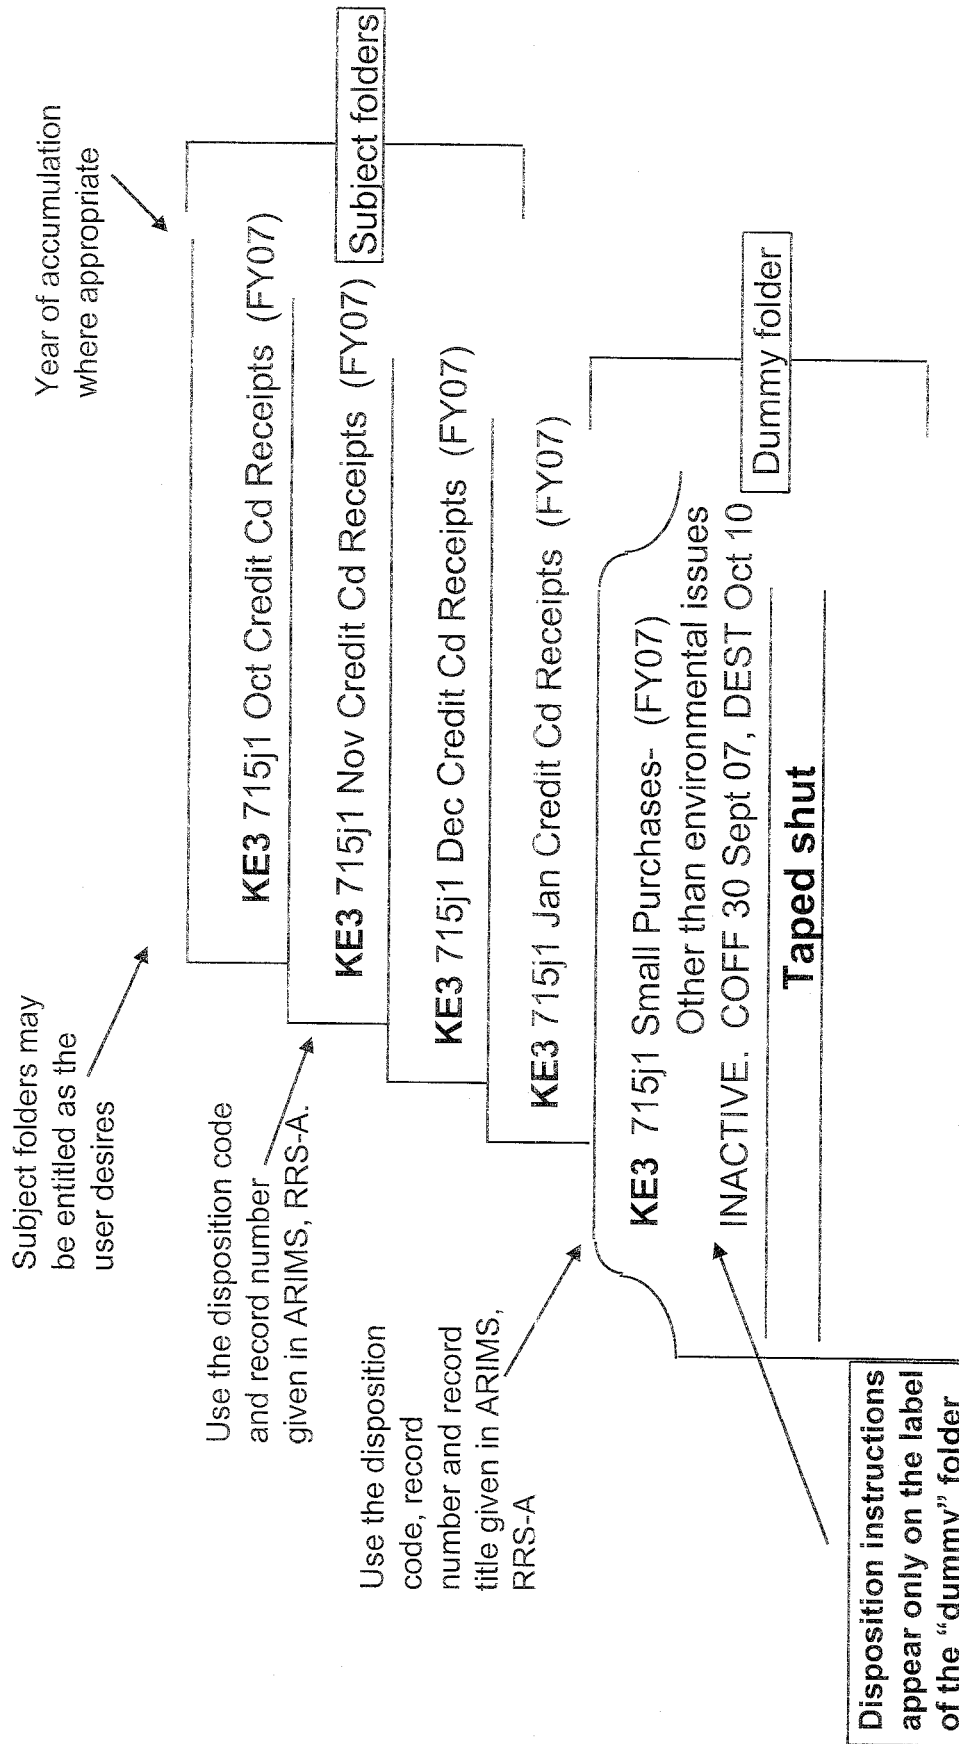 Subject folders may
be entitled as the
user desires
Year of accumulation
where appropriate
Use the disposition code
and record number
given in ARIMS, RRS-A.
Use the disposition
code, record
number and record
title given in ARIMS,
RRS-A
KE3 715j1 Oct Credit Cd Receipts (FY07)
KE3 715j1 Nov Credit Cd Receipts (FY07)
KE3 715j1 Dec Credit Cd Receipts (FY07)
KE3 715j1 Jan Credit Cd Receipts (FY07)
Subject folders
KE3 715j1 Small Purchases- (FY07)
Other than environmental issues
INACTIVE. COFF 30 Sept 07, DEST Oct 10
Taped shut
Dummy folder
Disposition instructions
appear only on the label
of the “dummy” folder